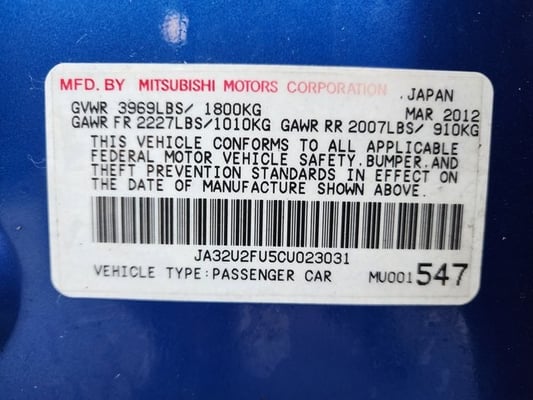 MFD. BY MITSUBISHI MOTORS CORPORATION .JAPAN
GVWR 3969LBS/ 1800KG MAR 2012
GAWR FR 2227LBS/1010KG GAWR RR 2007LBS/ 910KG
THIS VEHICLE CONFORMS TO ALL APPLICABLE
FEDERAL MOTOR VEHICLE SAFETY.BUMPER.AND
THEFT PREVENTION STANDARDS IN EFFECT ON
THE DATE OF MANUFACTURE SHOWN ABOVE.
JA32U2FU5CU023031
VEHICLE TYPE:PASSENGER CAR MU001547